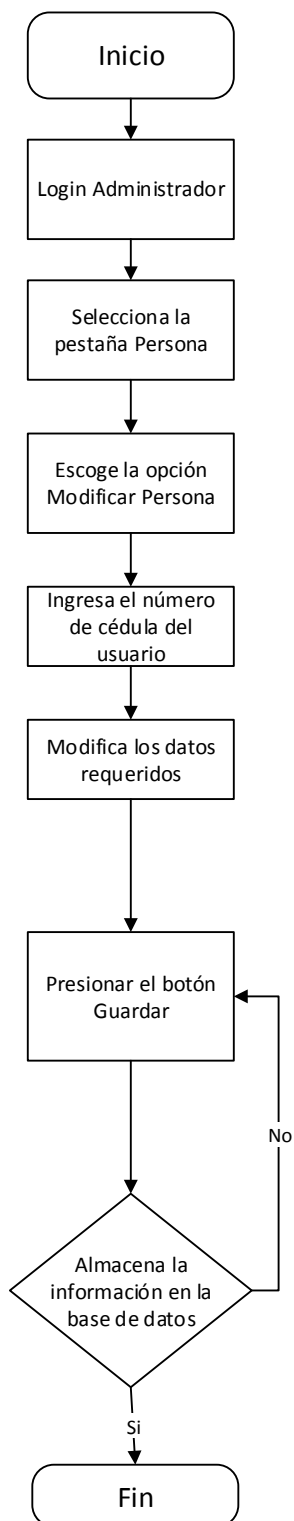 Inicio
Login Administrador
Selecciona la
pestaña Persona
Escoge la opción
Modificar Persona
Ingresa el número
de cédula del
usuario
Modifica los datos
requeridos
Presionar el botón
Guardar
No
Almacena la
información en la
base de datos
Si
Fin